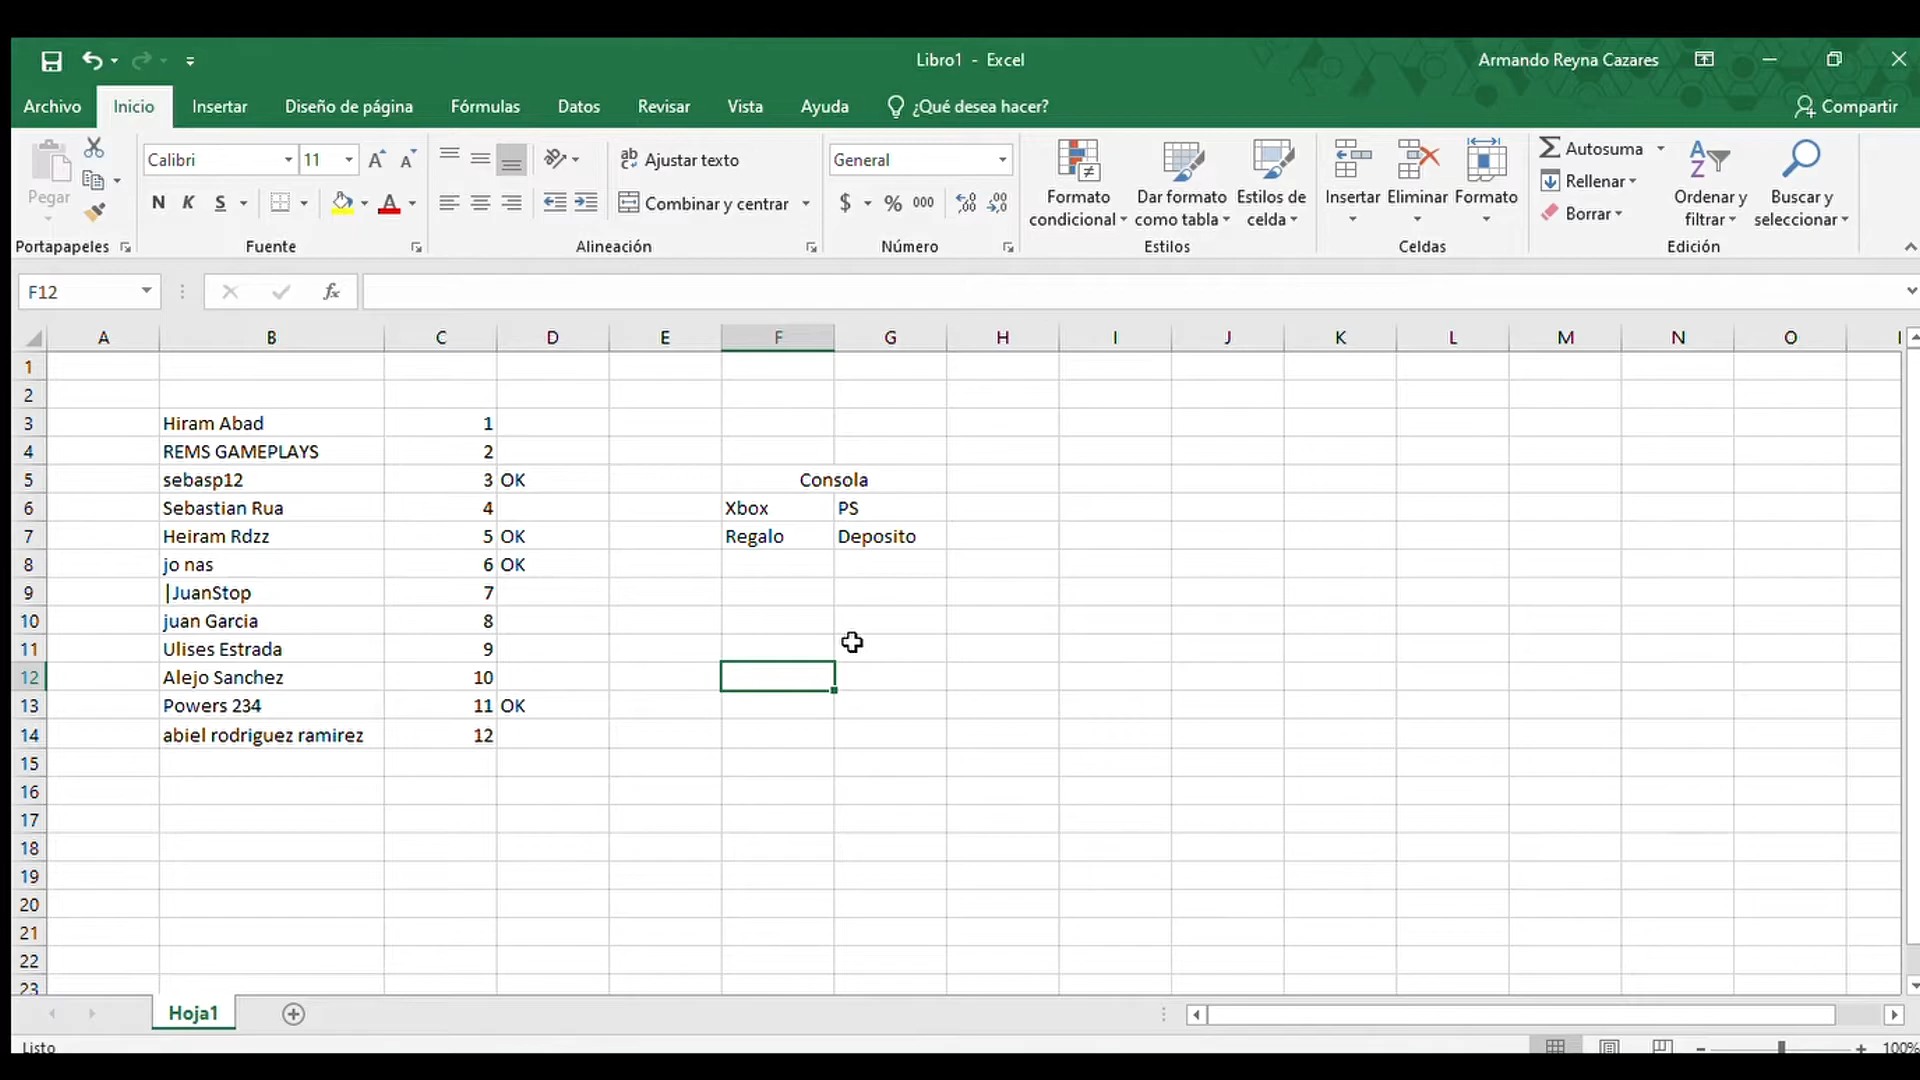 Libro1 - Excel
Armando Reyna Cazares
Archivo Inicio Insertar Diseño de página Fórmulas Datos Revisar Vista Ayuda ¿Qué desea hacer? Compartir
Pegar
Portapapeles
Calibri 11
N K S
Fuente
Ajustar texto
Combinar y centrar
Alineación
General
$ % 000
Número
Formato condicional
Dar formato como tabla
Estilos de celda
Estilos
Insertar Eliminar Formato
Celdas
Autosuma
Rellenar
Borrar
Ordenar y filtrar
Buscar y seleccionar
Edición
F12 fx
A B C D E F G H I J K L M N O
1
2
3 Hiram Abad 1
4 REMS GAMEPLAYS 2
5 sebasp12 3 OK Consola
6 Sebastian Rua 4 Xbox PS
7 Heiram Rdzz 5 OK Regalo Deposito
8 jo nas 6 OK
9 |JuanStop 7
10 juan Garcia 8
11 Ulises Estrada 9
12 Alejo Sanchez 10
13 Powers 234 11 OK
14 abiel rodriguez ramirez 12
15
16
17
18
19
20
21
22
23
Hoja1
Listo 100%